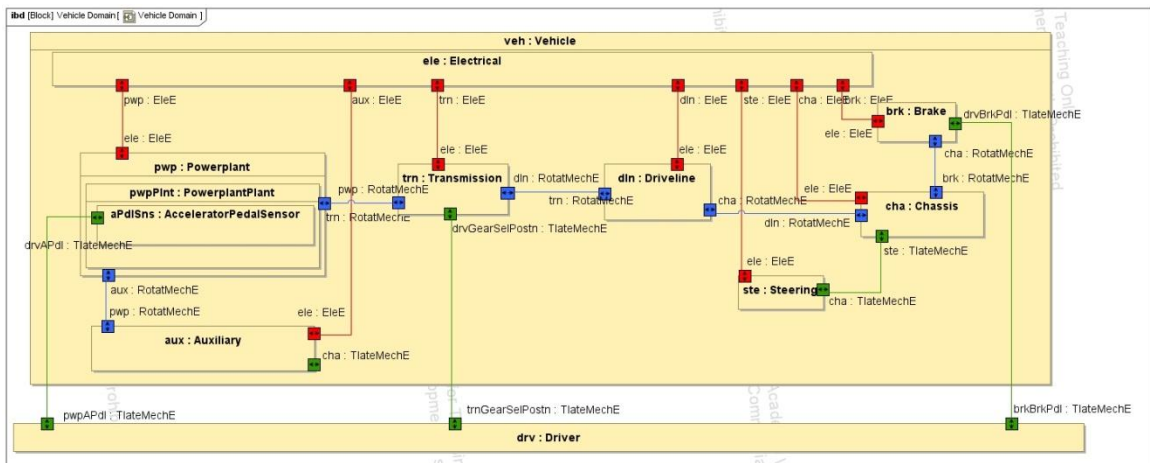 ibd [Block] Vehicle Domain[ Vehicle Domain ]
Teaching Only
veh : Vehicle
ele : Electrical
pwp : EleE
aux : EleE
trn : EleE
dln : EleE
ste : EleE
cha : EleE
brk : EleE
brk : Brake
drvBrkPdl : TlateMechE
ele : EleE
ele : EleE
ele : EleE
ele : EleE
cha : RotatMechE
pwp : Powerplant
trn : Transmission
dln : RotatMechE
dln : Driveline
brk : RotatMechE
pwpPlnt : PowerplantPlant
pwp : RotatMechE
ele : EleE
aPdlSns : AcceleratorPedalSensor
trn : RotatMechE
trn : RotatMechE
cha : RotatMechE
cha : Chassis
drvGearSelPostn : TlateMechE
dln : RotatMechE
drvAPdl : TlateMechE
ste : TlateMechE
ele : EleE
aux : RotatMechE
ste : Steering
cha : TlateMechE
pwp : RotatMechE
ele : EleE
aux : Auxiliary
cha : TlateMechE
pwpAPdl : TlateMechE
trnGearSelPostn : TlateMechE
brkBrkPdl : TlateMechE
drv : Driver